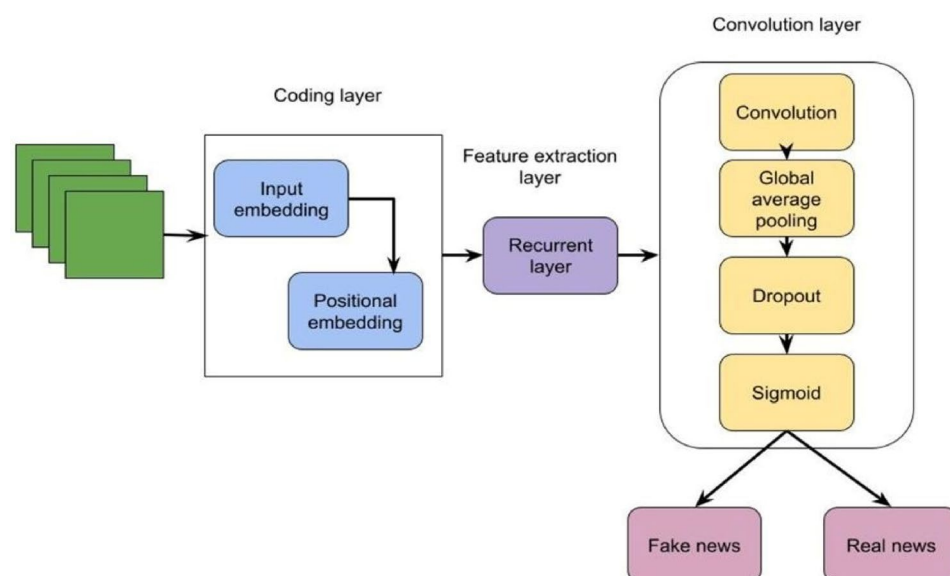 Convolution layer
Coding layer
Convolution
Feature extraction
layer
Input
embedding
Global
average
pooling
Recurrent
layer
Positional
embedding
Dropout
Sigmoid
Fake news
Real news